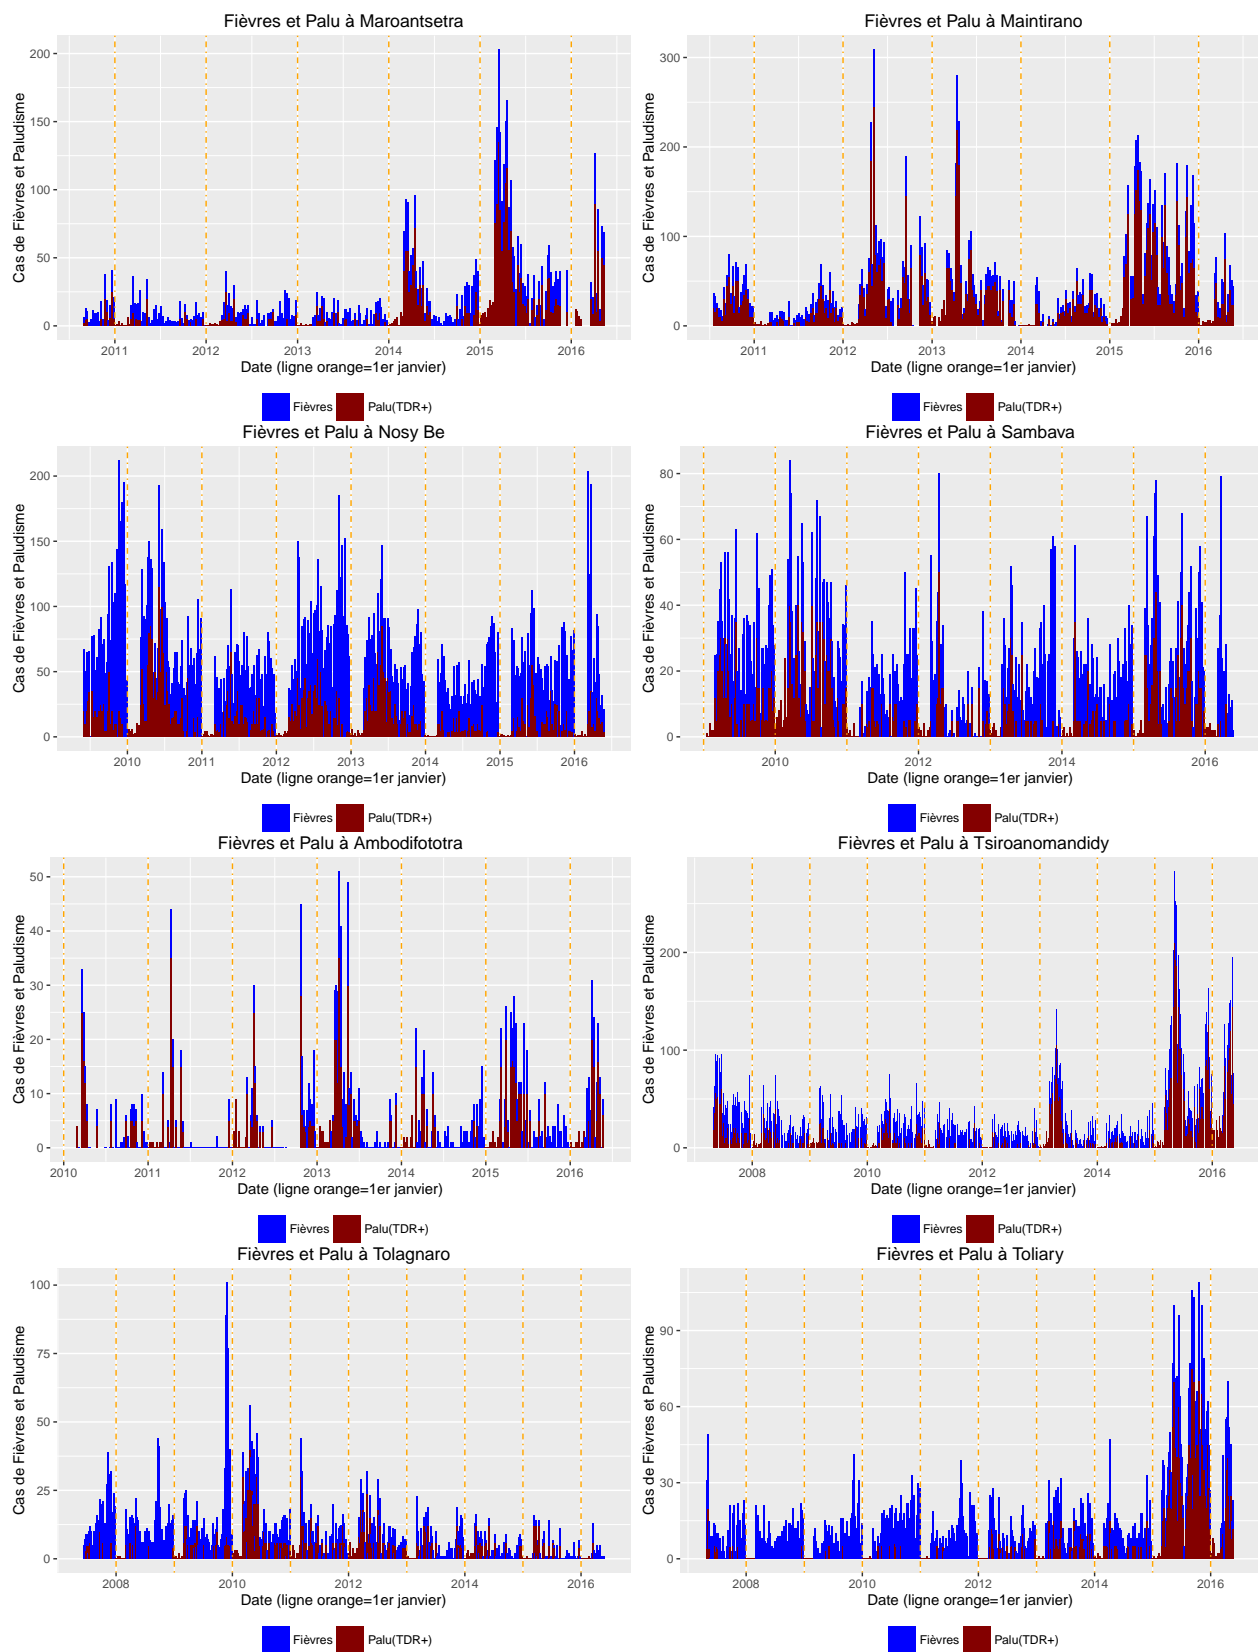 Fièvres et Palu à Maroantsetra
Cas de Fièvres et Paludisme
200
150
100
50
0
2011 2012 2013 2014 2015 2016
Date (ligne orange=1er janvier)
Fièvres Palu(TDR+)
Fièvres et Palu à Maintirano
Cas de Fièvres et Paludisme
300
200
100
0
2011 2012 2013 2014 2015 2016
Date (ligne orange=1er janvier)
Fièvres Palu(TDR+)
Fièvres et Palu à Nosy Be
Cas de Fièvres et Paludisme
200
150
100
50
0
2010 2011 2012 2013 2014 2015 2016
Date (ligne orange=1er janvier)
Fièvres Palu(TDR+)
Fièvres et Palu à Sambava
Cas de Fièvres et Paludisme
80
60
40
20
0
2010 2012 2014 2016
Date (ligne orange=1er janvier)
Fièvres Palu(TDR+)
Fièvres et Palu à Ambodifototra
Cas de Fièvres et Paludisme
50
40
30
20
10
0
2010 2011 2012 2013 2014 2015 2016
Date (ligne orange=1er janvier)
Fièvres Palu(TDR+)
Fièvres et Palu à Tsiroanomandidy
Cas de Fièvres et Paludisme
200
100
0
2008 2010 2012 2014 2016
Date (ligne orange=1er janvier)
Fièvres Palu(TDR+)
Fièvres et Palu à Tolagnaro
Cas de Fièvres et Paludisme
100
75
50
25
0
2008 2010 2012 2014 2016
Date (ligne orange=1er janvier)
Fièvres Palu(TDR+)
Fièvres et Palu à Toliary
Cas de Fièvres et Paludisme
90
60
30
0
2008 2010 2012 2014 2016
Date (ligne orange=1er janvier)
Fièvres Palu(TDR+)